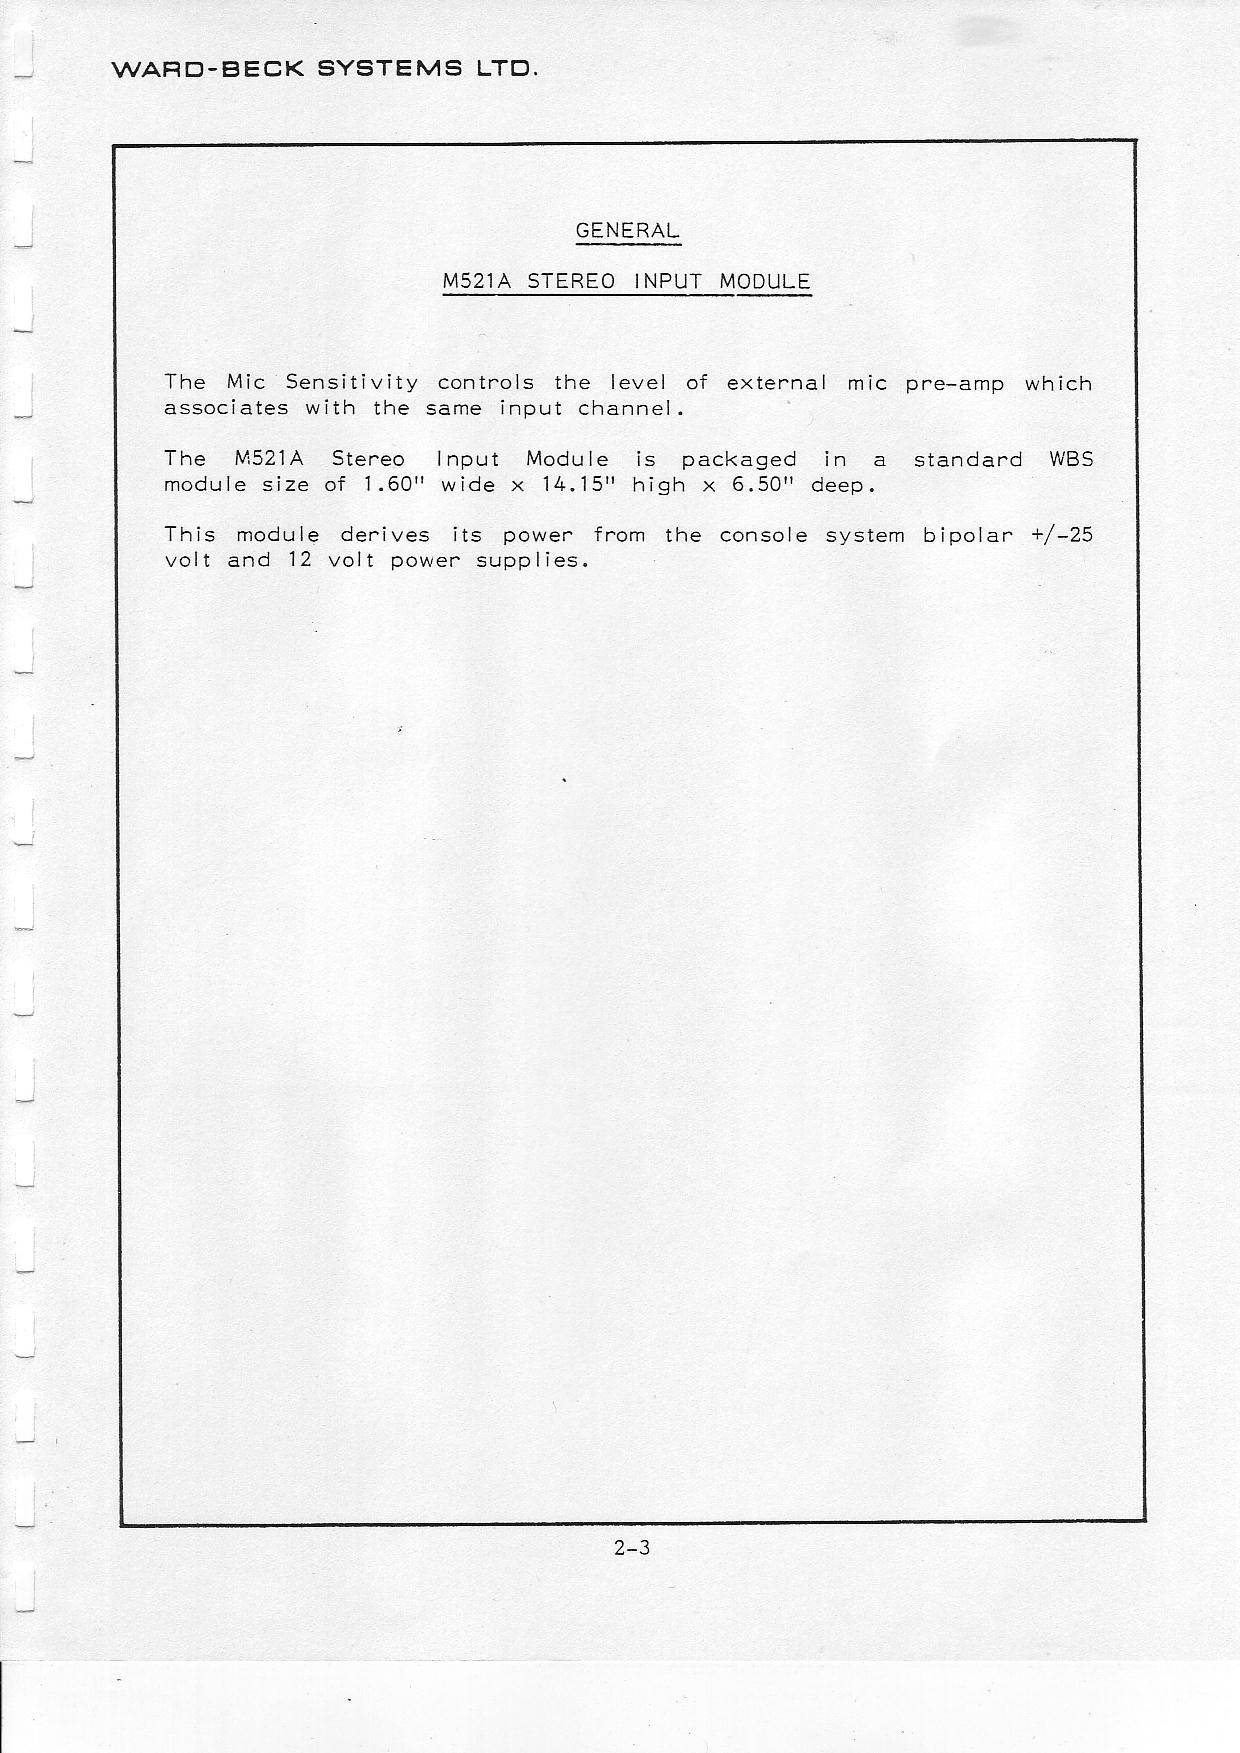 WARD-BECK SYSTEMS LTD.
GENERAL
M521A STEREO INPUT MODULE
The Mic Sensitivity controls the level of external mic pre-amp which
associates with the same input channel.
The M521A Stereo Input Module is packaged in a standard WBS
module size of 1.60" wide x 14.15" high x 6.50" deep.
This module derives its power from the console system bipolar +/-25
volt and 12 volt power supplies.
2-3